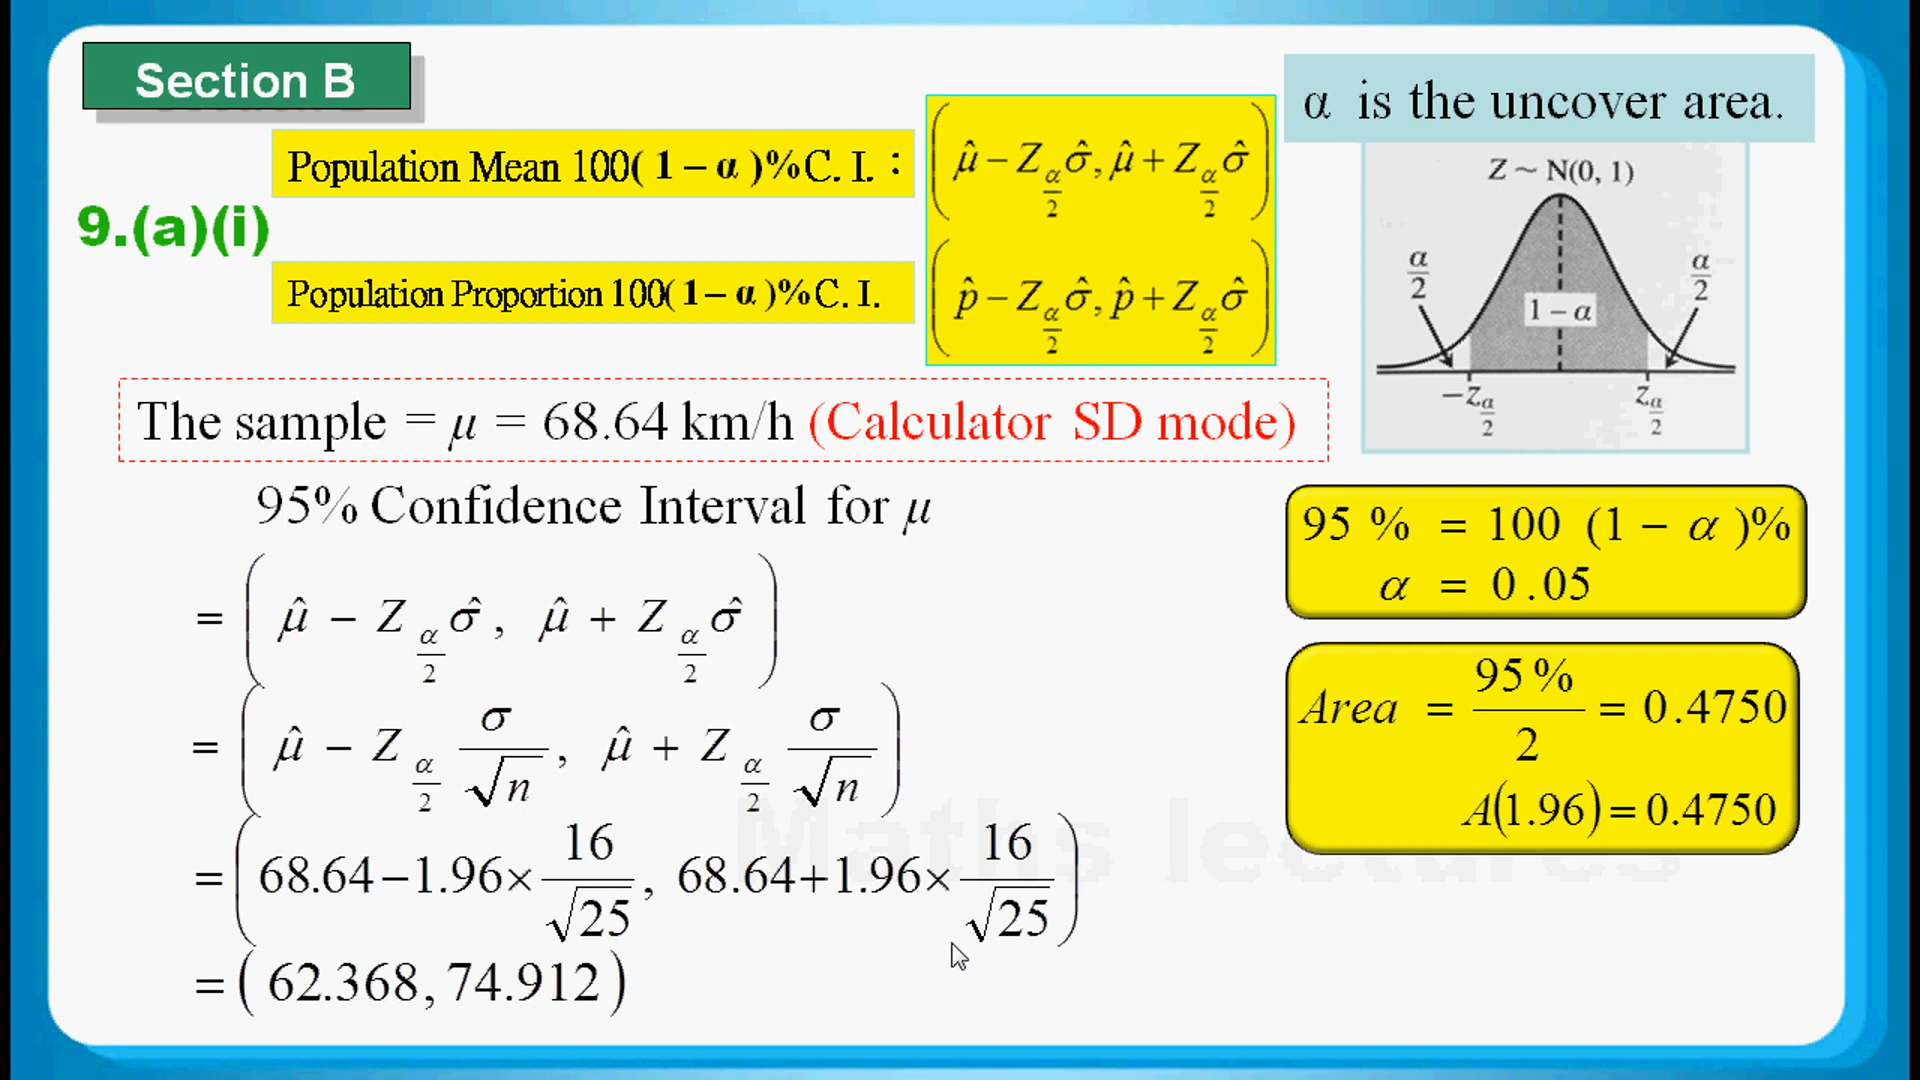 Section B
α is the uncover area.
Population Mean 100( 1 − α )%C. I. :
(μ̂ − Z_{α/2} σ̂, μ̂ + Z_{α/2} σ̂)
9.(a)(i)
Population Proportion 100( 1 − α )%C. I.
(p̂ − Z_{α/2} σ̂, p̂ + Z_{α/2} σ̂)
Z ~ N(0, 1)
α/2
α/2
1 − α
−z_{α/2}
z_{α/2}
The sample = μ = 68.64 km/h (Calculator SD mode)
95% Confidence Interval for μ
= ( μ̂ − Z_{α/2} σ̂ , μ̂ + Z_{α/2} σ̂ )
= ( μ̂ − Z_{α/2} σ/√n , μ̂ + Z_{α/2} σ/√n )
= ( 68.64−1.96× 16/√25 , 68.64+1.96× 16/√25 )
= ( 62.368, 74.912 )
95 % = 100 (1 − α )%
α = 0.05
Area = 95%/2 = 0.4750
A(1.96) = 0.4750
Maths lectures